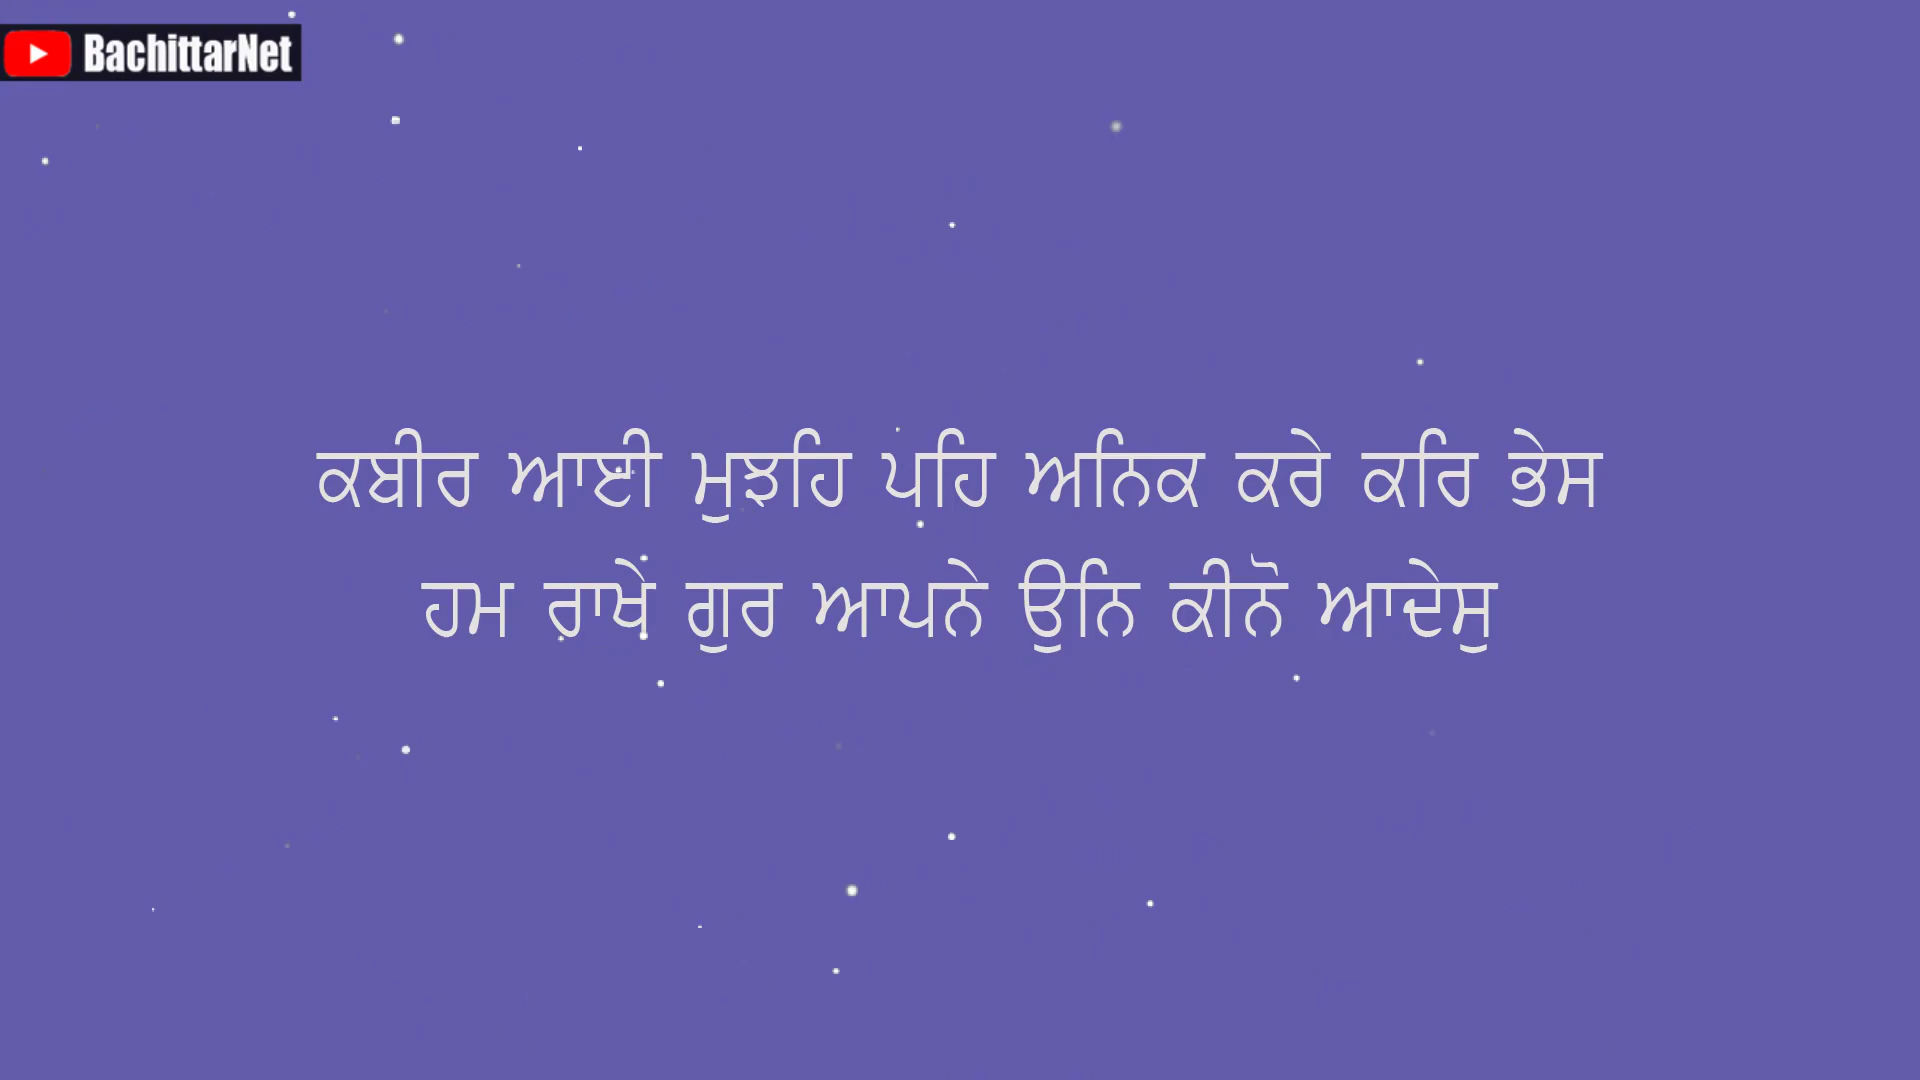 BachittarNet
ਕਬੀਰ ਆਈ ਮੁਝਹਿ ਪਹਿ ਅਨਿਕ ਕਰੇ ਕਰਿ ਭੇਸ
ਹਮ ਰਾਖੇ ਗੁਰ ਆਪਨੇ ਉਨਿ ਕੀਨੋ ਆਦੇਸੁ